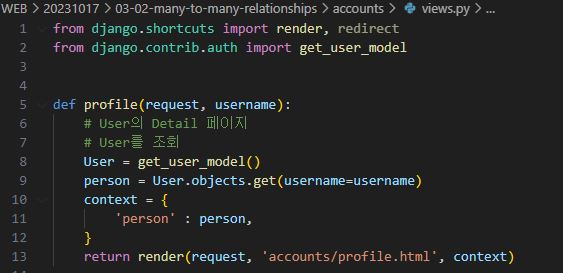 WEB > 20231017 > 03-02-many-to-many-relationships > accounts > views.py > ...
1 from django.shortcuts import render, redirect
2 from django.contrib.auth import get_user_model
3
4
5 def profile(request, username):
6     # User의 Detail 페이지
7     # User를 조회
8     User = get_user_model()
9     person = User.objects.get(username=username)
10     context = {
11         'person' : person,
12     }
13     return render(request, 'accounts/profile.html', context)
14